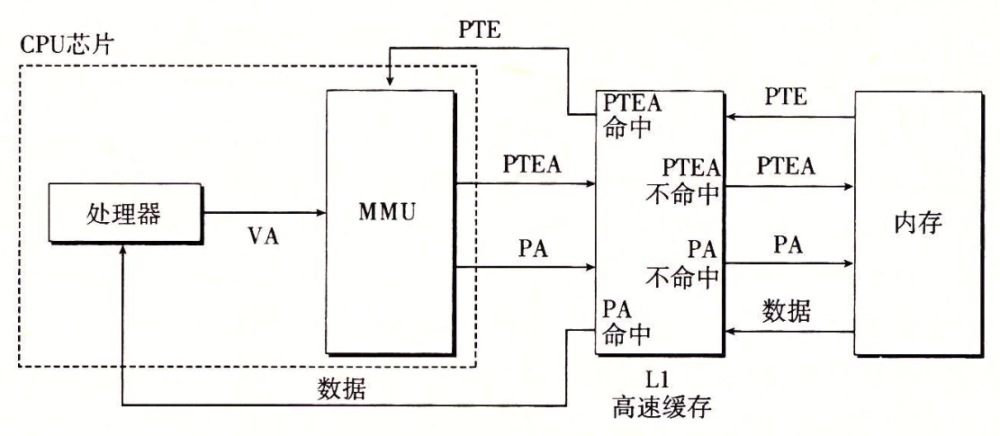 PTE
CPU芯片
PTEA
命中
PTE
PTEA
PTEA
不命中
PTEA
处理器
VA
MMU
内存
PA
PA
不命中
PA
PA
命中
数据
数据
L1
高速缓存